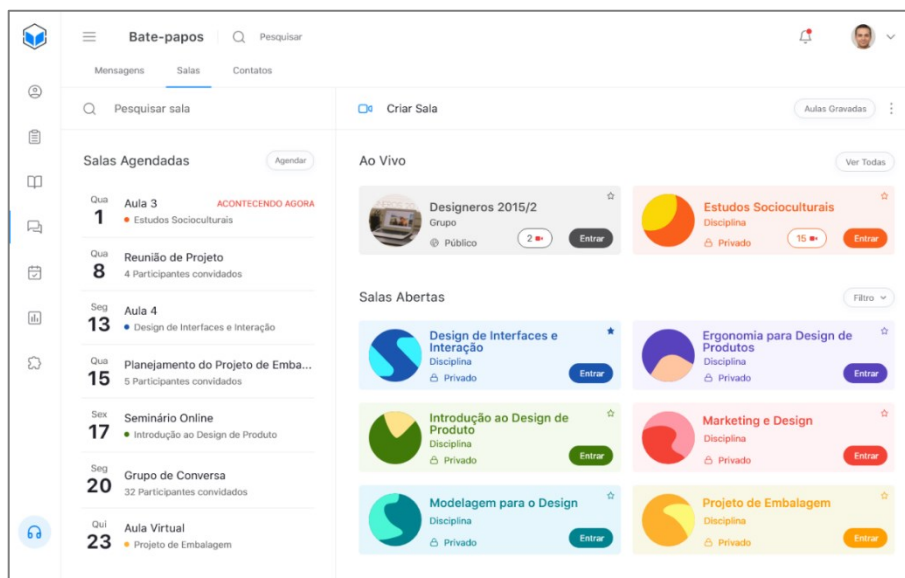 Bate-papos
Pesquisar
Mensagens Salas Contatos
Pesquisar sala
Criar Sala
Aulas Gravadas
Salas Agendadas
Agendar
Qua
1
Aula 3
ACONTECENDO AGORA
Estudos Socioculturais
Qua
8
Reunião de Projeto
4 Participantes convidados
Seg
13
Aula 4
Design de Interfaces e Interação
Qua
15
Planejamento do Projeto de Emba...
5 Participantes convidados
Sex
17
Seminário Online
Introdução ao Design de Produto
Seg
20
Grupo de Conversa
32 Participantes convidados
Qui
23
Aula Virtual
Projeto de Embalagem
Ao Vivo
Ver Todas
Designeros 2015/2
Grupo
Público
2
Entrar
Estudos Socioculturais
Disciplina
Privado
15
Entrar
Salas Abertas
Filtro
Design de Interfaces e
Interação
Disciplina
Privado
Entrar
Ergonomia para Design de
Produtos
Disciplina
Privado
Entrar
Introdução ao Design de
Produto
Disciplina
Privado
Entrar
Marketing e Design
Disciplina
Privado
Entrar
Modelagem para o Design
Disciplina
Privado
Entrar
Projeto de Embalagem
Disciplina
Privado
Entrar